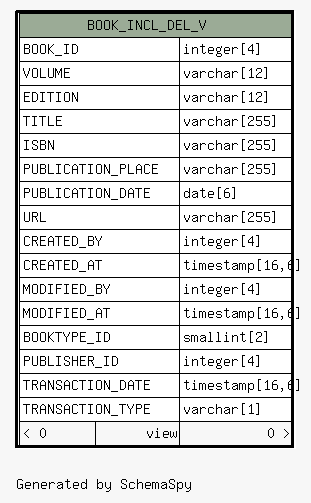 BOOK_INCL_DEL_V
BOOK_ID integer[4]
VOLUME varchar[12]
EDITION varchar[12]
TITLE varchar[255]
ISBN varchar[255]
PUBLICATION_PLACE varchar[255]
PUBLICATION_DATE date[6]
URL varchar[255]
CREATED_BY integer[4]
CREATED_AT timestamp[16,6]
MODIFIED_BY integer[4]
MODIFIED_AT timestamp[16,6]
BOOKTYPE_ID smallint[2]
PUBLISHER_ID integer[4]
TRANSACTION_DATE timestamp[16,6]
TRANSACTION_TYPE varchar[1]
< 0 view 0 >
Generated by SchemaSpy